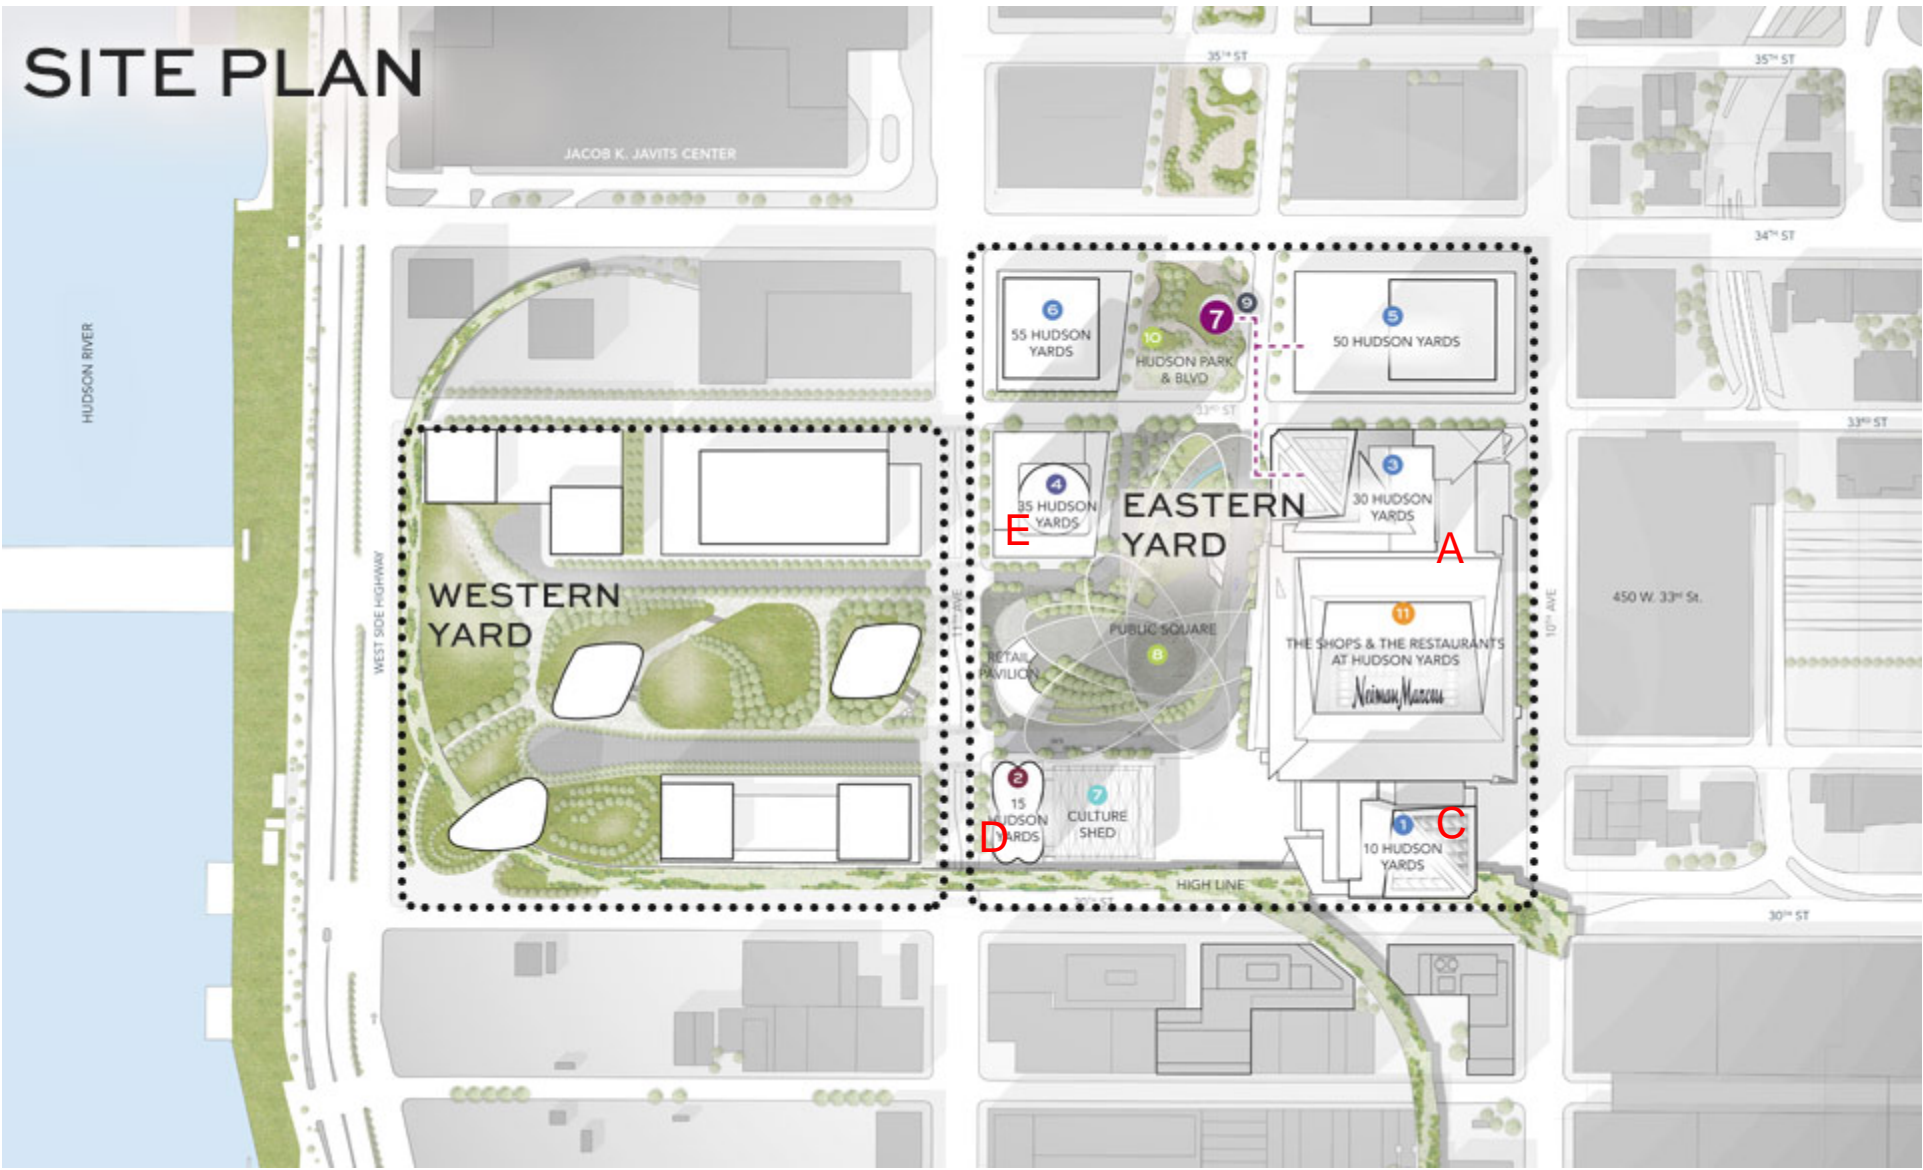 SITE PLAN
35TH ST
35TH ST
JACOB K. JAVITS CENTER
34TH ST
HUDSON RIVER
6
55 HUDSON
YARDS
7
9
10
HUDSON PARK
& BLVD
5
50 HUDSON YARDS
33RD ST
33RD ST
4
35 HUDSON
YARDS
E
EASTERN
YARD
3
30 HUDSON
YARDS
A
WEST SIDE HIGHWAY
WESTERN
YARD
11TH AVE
10TH AVE
450 W. 33rd St.
PUBLIC SQUARE
8
RETAIL
PAVILION
11
THE SHOPS & THE RESTAURANTS
AT HUDSON YARDS
Neiman Marcus
2
15
HUDSON
YARDS
D
7
CULTURE
SHED
1
C
10 HUDSON
YARDS
HIGH LINE
30TH ST
30TH ST